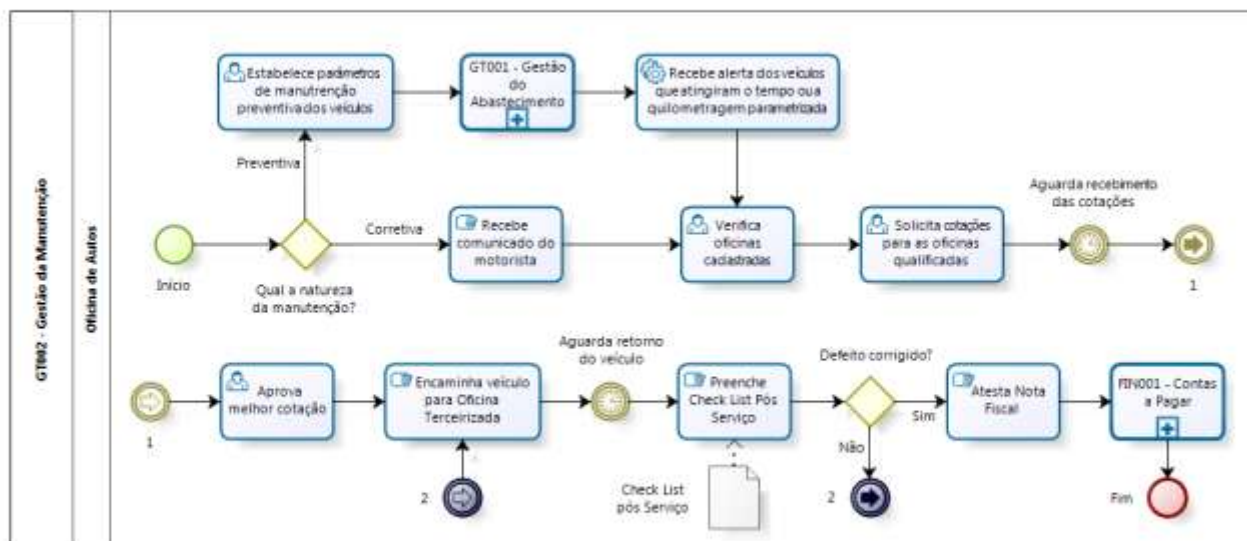 GT002 - Gestão da Manutenção
Oficina de Autos
Estabelece parâmetros
de manutrenção
preventiva dos veículos
GT001 - Gestão
do
Abastecimento
Recebe alerta dos veículos
que atingiram o tempo ou a
quilometragem parametrizada
Preventiva
Início
Qual a natureza
da manutenção?
Corretiva
Recebe
comunicado do
motorista
Verifica
oficinas
cadastradas
Solicita cotações
para as oficinas
qualificadas
Aguarda recebimento
das cotações
1
1
Aprova
melhor cotação
Encaminha veículo
para Oficina
Terceirizada
2
Aguarda retorno
do veículo
Preenche
Check List Pós
Serviço
Check List
pós Serviço
Defeito corrigido?
Sim
Não
2
Atesta Nota
Fiscal
FIN001 - Contas
a Pagar
Fim